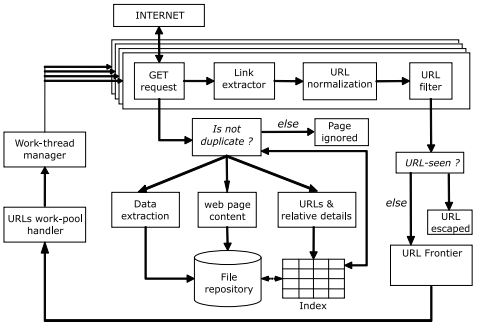 INTERNET
GET
request
Link
extractor
URL
normalization
URL
filter
Is not
duplicate ?
else
Page
ignored
Work-thread
manager
URL-seen ?
Data
extraction
web page
content
URLs &
relative details
else
URL
escaped
URLs work-pool
handler
URL Frontier
File
repository
Index